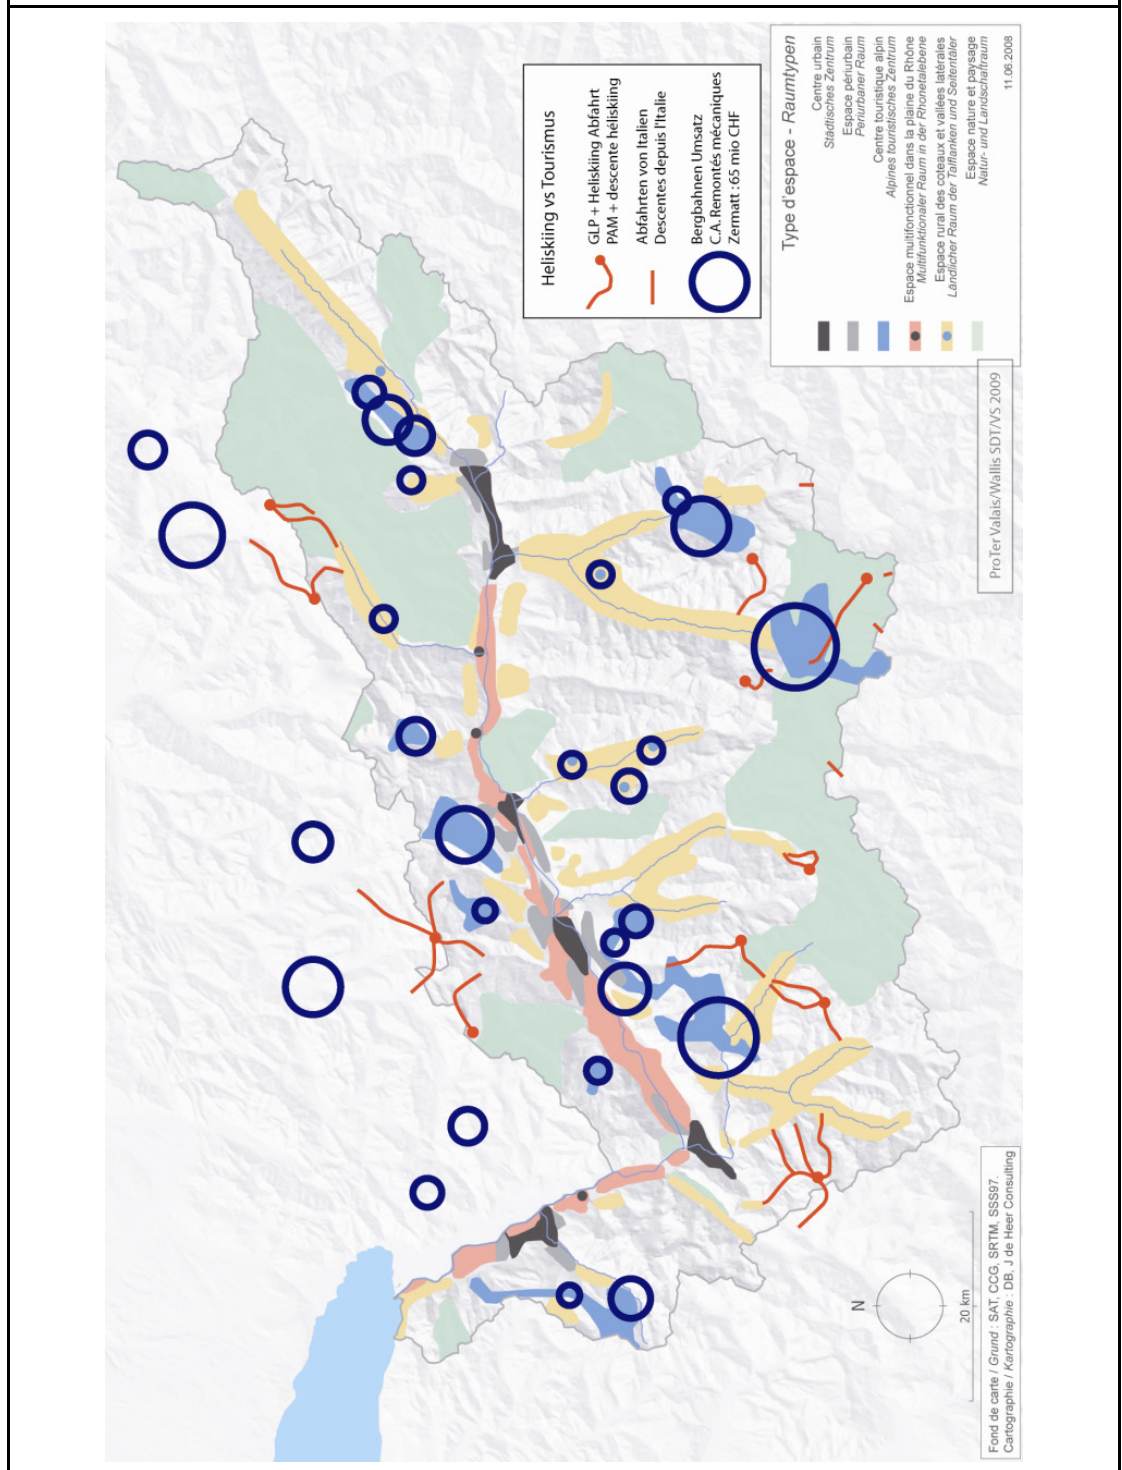 Heliskiing vs Tourismus
GLP + Heliskiing Abfahrt
PAM + descente héliskiing
Abfahrten von Italien
Descentes depuis l'Italie
Bergbahnen Umsatz
C.A. Remontés mécaniques
Zermatt : 65 mio CHF
Type d'espace - Raumtypen
Centre urbain
Städtisches Zentrum
Espace périurbain
Periurbaner Raum
Centre touristique alpin
Alpines touristisches Zentrum
Espace multifonctionnel dans la plaine du Rhône
Multifunktionaler Raum in der Rhonetalebene
Espace rural des coteaux et vallées latérales
Ländlicher Raum der Talflanken und Seitentäler
Espace nature et paysage
Natur- und Landschaftraum
11.06.2008
ProTer Valais/Wallis SDT/VS 2009
N
20 km
Fond de carte / Grund : SAT, CCG, SRTM, SSS97.
Cartographie / Kartographie : DB, J de Heer Consulting